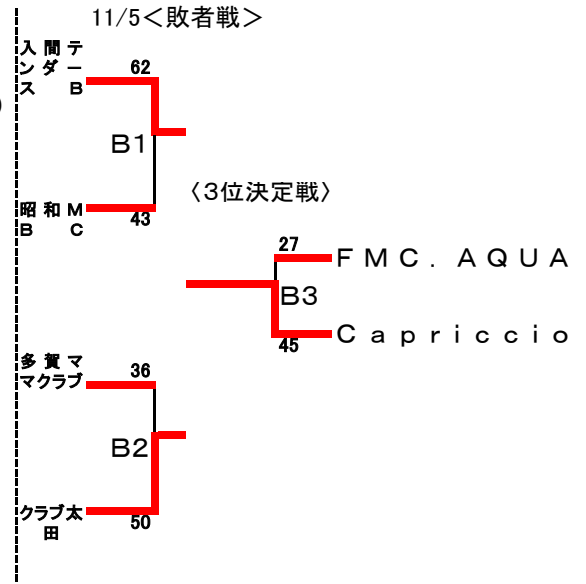 11/5＜敗者戦＞
入間テ
ンダー
ス　B
62
B1
昭和M
B　C
43
〈3位決定戦〉
27
ＦＭＣ．ＡＱＵＡ
B3
45
Ｃａｐｒｉｃｃｉｏ
多賀マ
マクラブ
36
B2
クラブ太
田
50